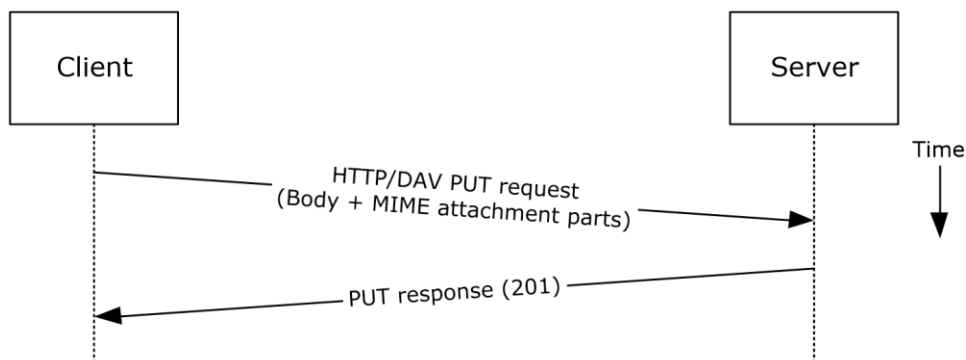 Client
Server
Time
HTTP/DAV PUT request
(Body + MIME attachment parts)
PUT response (201)